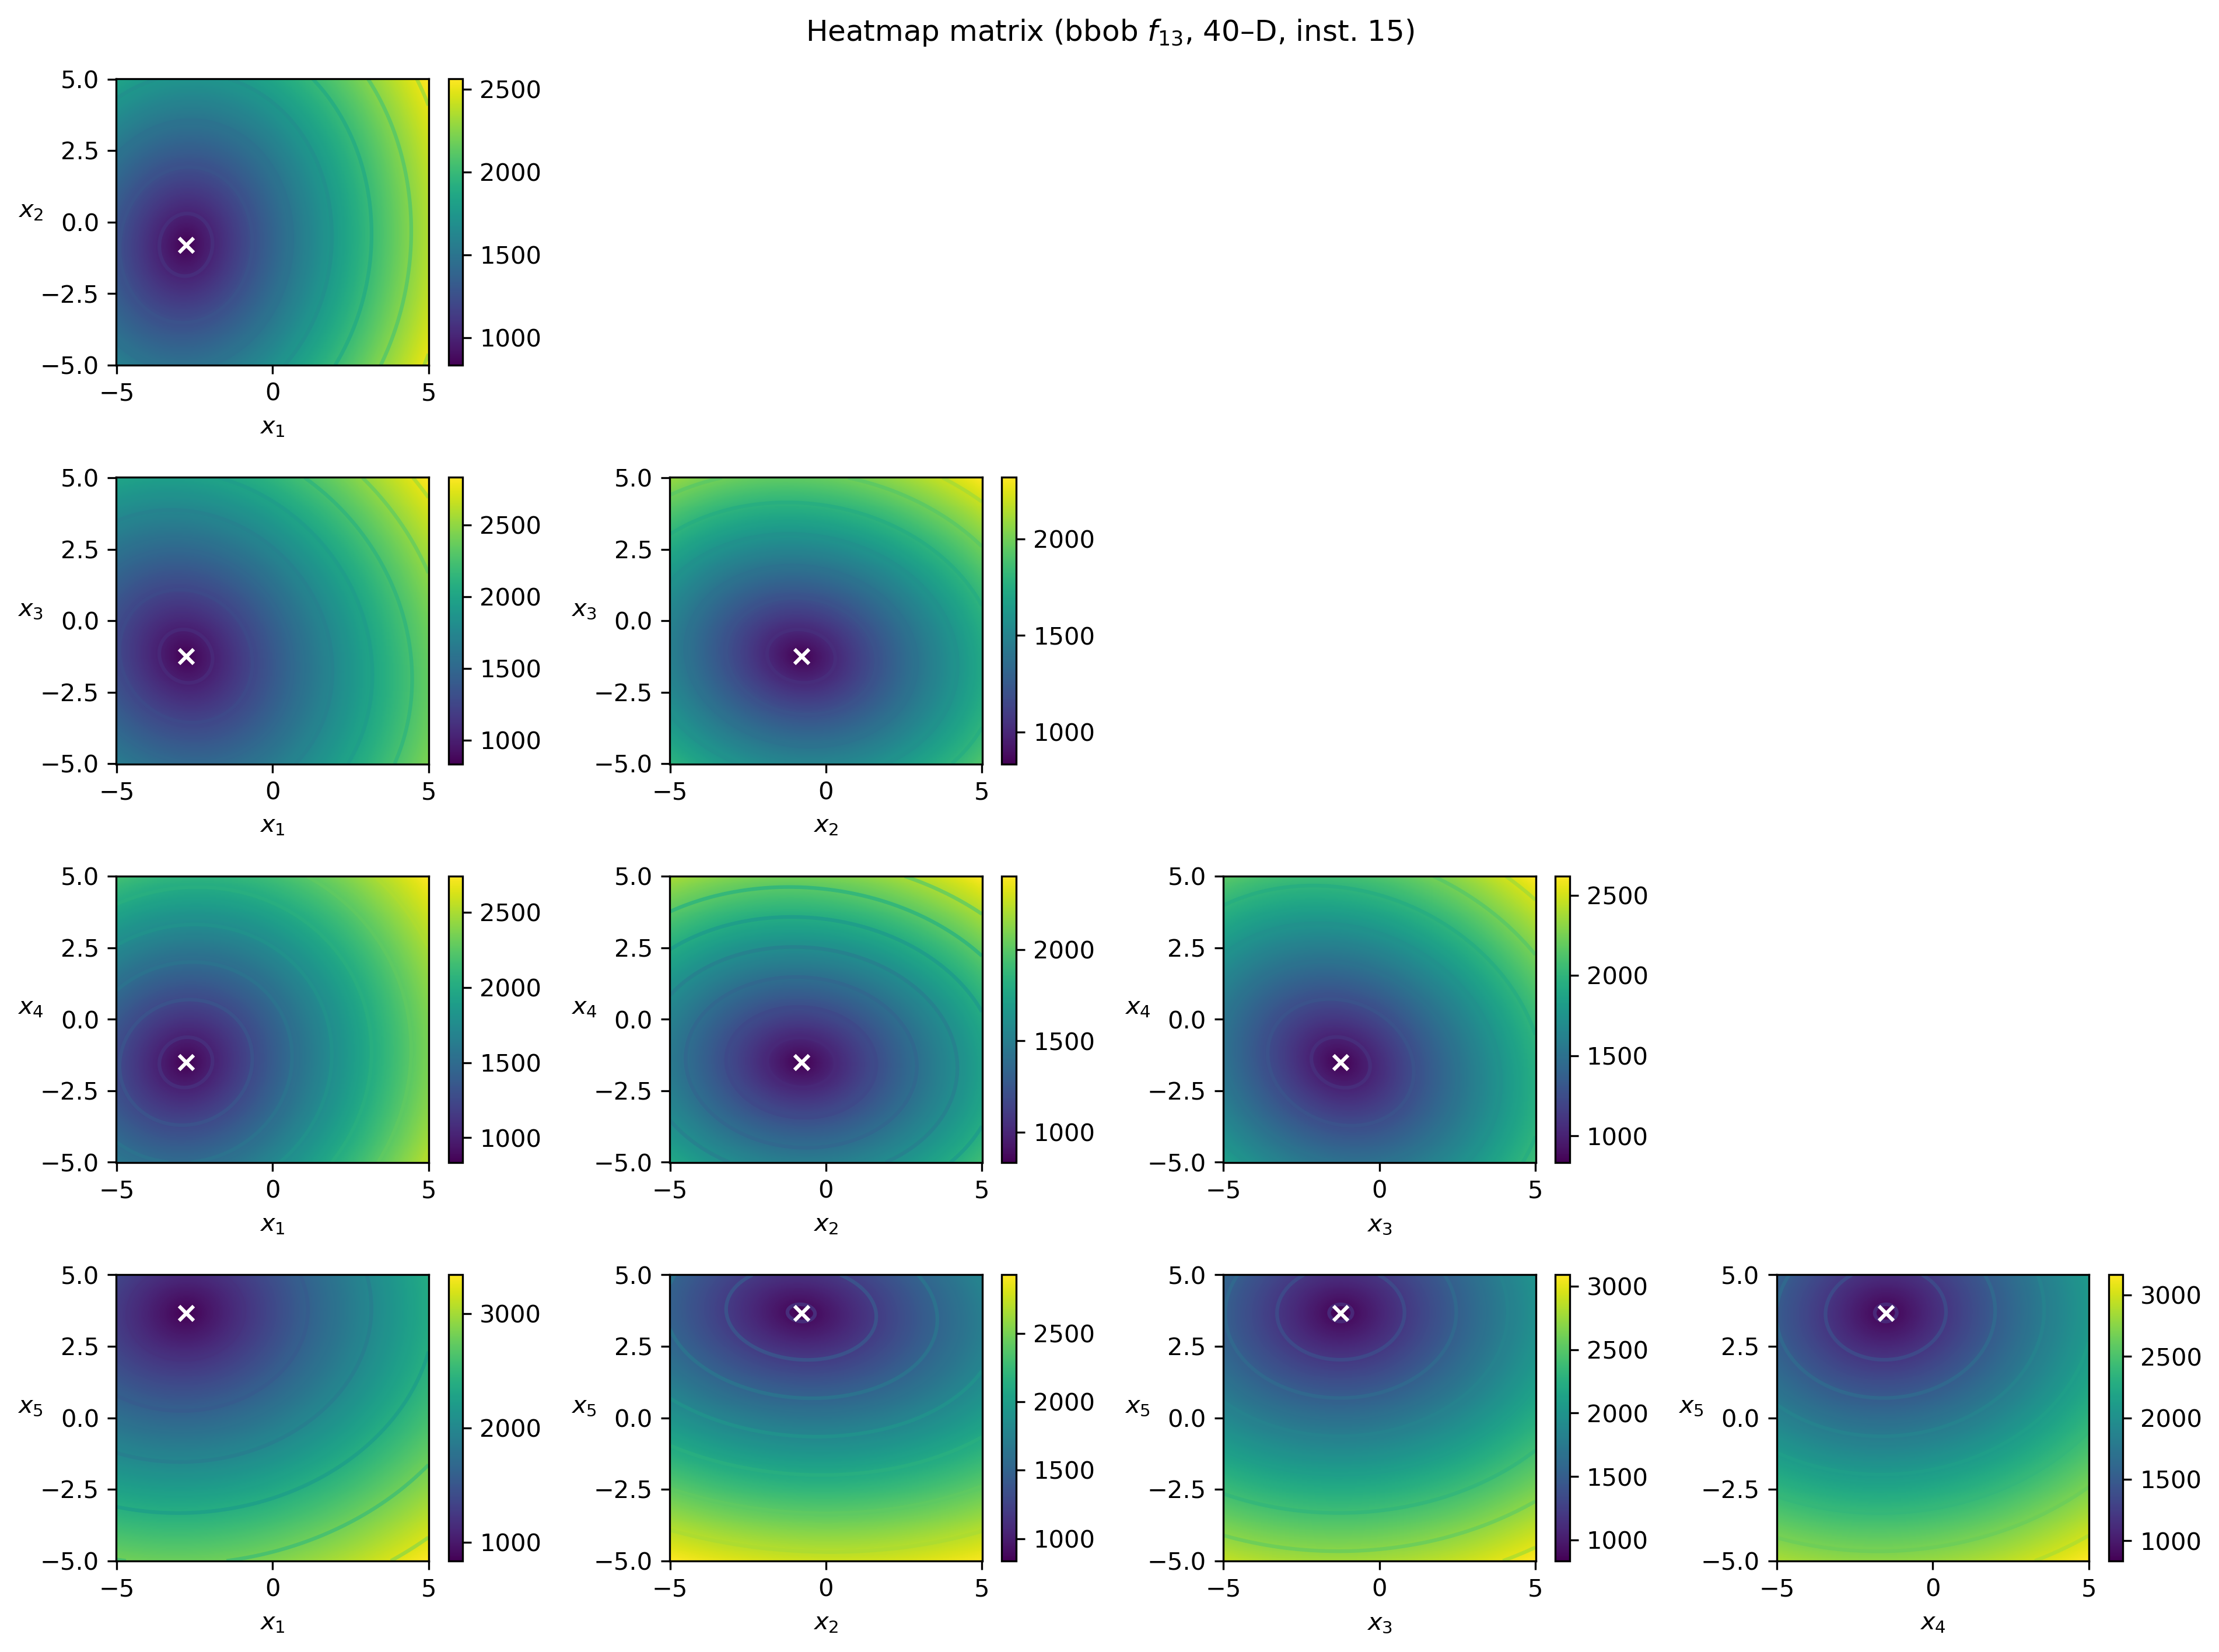 Heatmap matrix (bbob f₁₃, 40–D, inst. 15)
5.0 2500
2.5 2000
x₂ 0.0 1500
−2.5 1000
−5.0
−5 0 5
x₁
5.0 5.0
2.5 2500 2.5 2000
x₃ 0.0 2000 x₃ 0.0 1500
−2.5 1500 −2.5 1000
−5.0 1000 −5.0
−5 0 5 −5 0 5
x₁ x₂
5.0 2500 5.0 2000 5.0 2500
2.5 2000 2.5 1500 2.5 2000
x₄ 0.0 1500 x₄ 0.0 1000 x₄ 0.0 1500
−2.5 1000 −2.5 −2.5 1000
−5.0 −5.0 −5.0
−5 0 5 −5 0 5 −5 0 5
x₁ x₂ x₃
5.0 3000 5.0 2500 5.0 3000 5.0 3000
2.5 2000 2.5 2000 2.5 2500 2.5 2500
x₅ 0.0 1000 x₅ 0.0 1500 x₅ 0.0 2000 x₅ 0.0 2000
−2.5 −2.5 1000 −2.5 1500 −2.5 1500
−5.0 −5.0 −5.0 1000 −5.0 1000
−5 0 5 −5 0 5 −5 0 5 −5 0 5
x₁ x₂ x₃ x₄